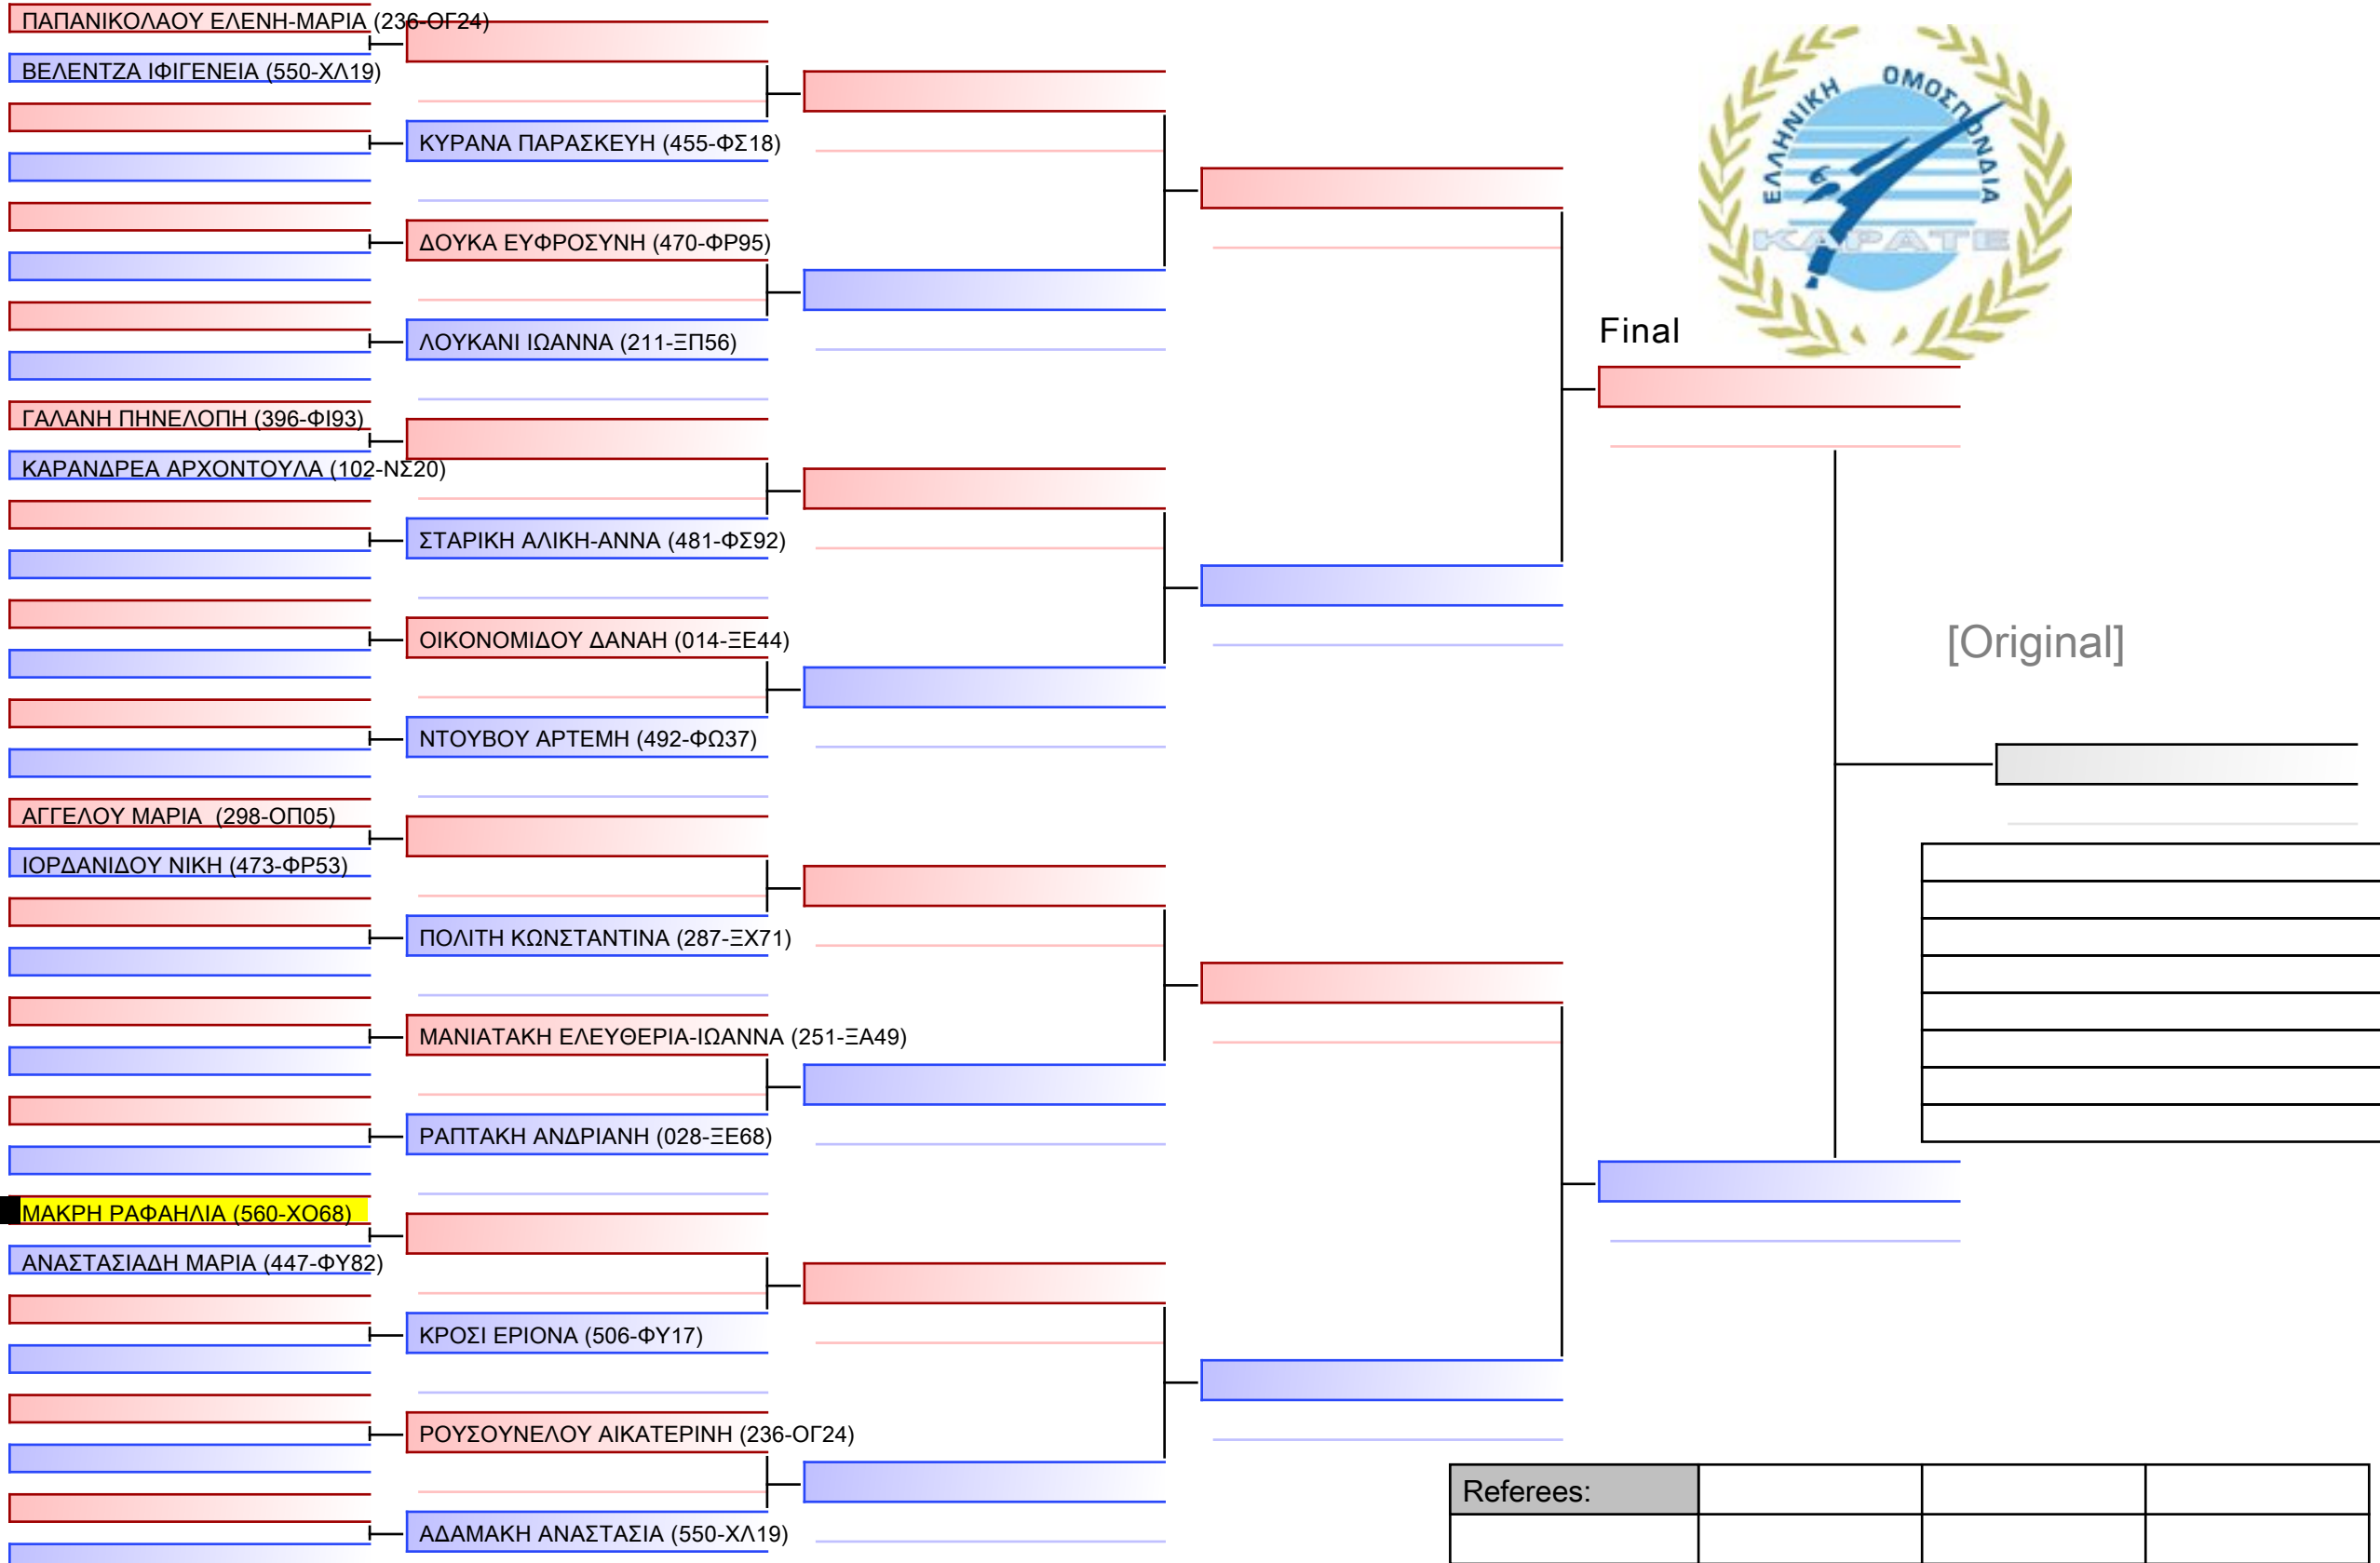 ΠΑΠΑΝΙΚΟΛΑΟΥ ΕΛΕΝΗ-ΜΑΡΙΑ (236-ΟΓ24)
ΒΕΛΕΝΤΖΑ ΙΦΙΓΕΝΕΙΑ (550-ΧΛ19)
ΚΥΡΑΝΑ ΠΑΡΑΣΚΕΥΗ (455-ΦΣ18)
ΔΟΥΚΑ ΕΥΦΡΟΣΥΝΗ (470-ΦΡ95)
ΛΟΥΚΑΝΙ ΙΩΑΝΝΑ (211-ΞΠ56)
ΓΑΛΑΝΗ ΠΗΝΕΛΟΠΗ (396-ΦΙ93)
ΚΑΡΑΝΔΡΕΑ ΑΡΧΟΝΤΟΥΛΑ (102-ΝΣ20)
ΣΤΑΡΙΚΗ ΑΛΙΚΗ-ΑΝΝΑ (481-ΦΣ92)
ΟΙΚΟΝΟΜΙΔΟΥ ΔΑΝΑΗ (014-ΞΕ44)
ΝΤΟΥΒΟΥ ΑΡΤΕΜΗ (492-ΦΩ37)
ΑΓΓΕΛΟΥ ΜΑΡΙΑ (298-ΟΠ05)
ΙΟΡΔΑΝΙΔΟΥ ΝΙΚΗ (473-ΦΡ53)
ΠΟΛΙΤΗ ΚΩΝΣΤΑΝΤΙΝΑ (287-ΞΧ71)
ΜΑΝΙΑΤΑΚΗ ΕΛΕΥΘΕΡΙΑ-ΙΩΑΝΝΑ (251-ΞΑ49)
ΡΑΠΤΑΚΗ ΑΝΔΡΙΑΝΗ (028-ΞΕ68)
ΜΑΚΡΗ ΡΑΦΑΗΛΙΑ (560-ΧΟ68)
ΑΝΑΣΤΑΣΙΑΔΗ ΜΑΡΙΑ (447-ΦΥ82)
ΚΡΟΣΙ ΕΡΙΟΝΑ (506-ΦΥ17)
ΡΟΥΣΟΥΝΕΛΟΥ ΑΙΚΑΤΕΡΙΝΗ (236-ΟΓ24)
ΑΔΑΜΑΚΗ ΑΝΑΣΤΑΣΙΑ (550-ΧΛ19)
ΕΛΛΗΝΙΚΗ ΟΜΟΣΠΟΝΔΙΑ
ΚΑΡΑΤΕ
Final
[Original]
Referees: